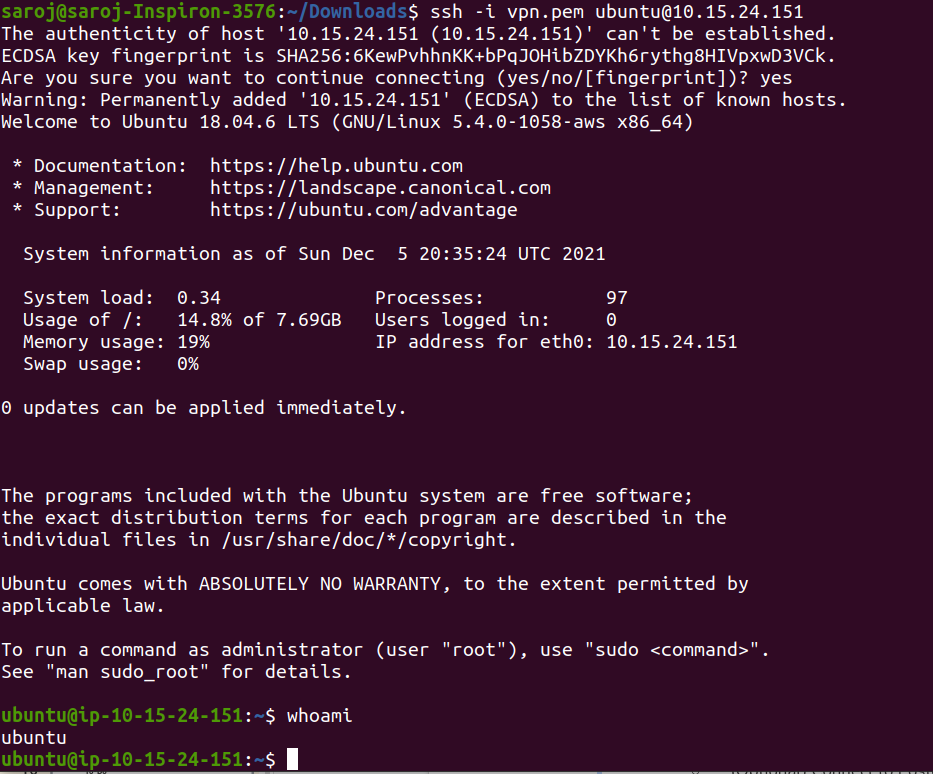 saroj@saroj-Inspiron-3576:~/Downloads$ ssh -i vpn.pem ubuntu@10.15.24.151
The authenticity of host '10.15.24.151 (10.15.24.151)' can't be established.
ECDSA key fingerprint is SHA256:6KewPvhhnKK+bPqJOHibZDYKh6rythg8HIVpxwD3VCk.
Are you sure you want to continue connecting (yes/no/[fingerprint])? yes
Warning: Permanently added '10.15.24.151' (ECDSA) to the list of known hosts.
Welcome to Ubuntu 18.04.6 LTS (GNU/Linux 5.4.0-1058-aws x86_64)

 * Documentation:  https://help.ubuntu.com
 * Management:     https://landscape.canonical.com
 * Support:        https://ubuntu.com/advantage

  System information as of Sun Dec  5 20:35:24 UTC 2021

  System load:  0.34              Processes:           97
  Usage of /:   14.8% of 7.69GB   Users logged in:     0
  Memory usage: 19%               IP address for eth0: 10.15.24.151
  Swap usage:   0%

0 updates can be applied immediately.

The programs included with the Ubuntu system are free software;
the exact distribution terms for each program are described in the
individual files in /usr/share/doc/*/copyright.

Ubuntu comes with ABSOLUTELY NO WARRANTY, to the extent permitted by
applicable law.

To run a command as administrator (user "root"), use "sudo <command>".
See "man sudo_root" for details.

ubuntu@ip-10-15-24-151:~$ whoami
ubuntu
ubuntu@ip-10-15-24-151:~$